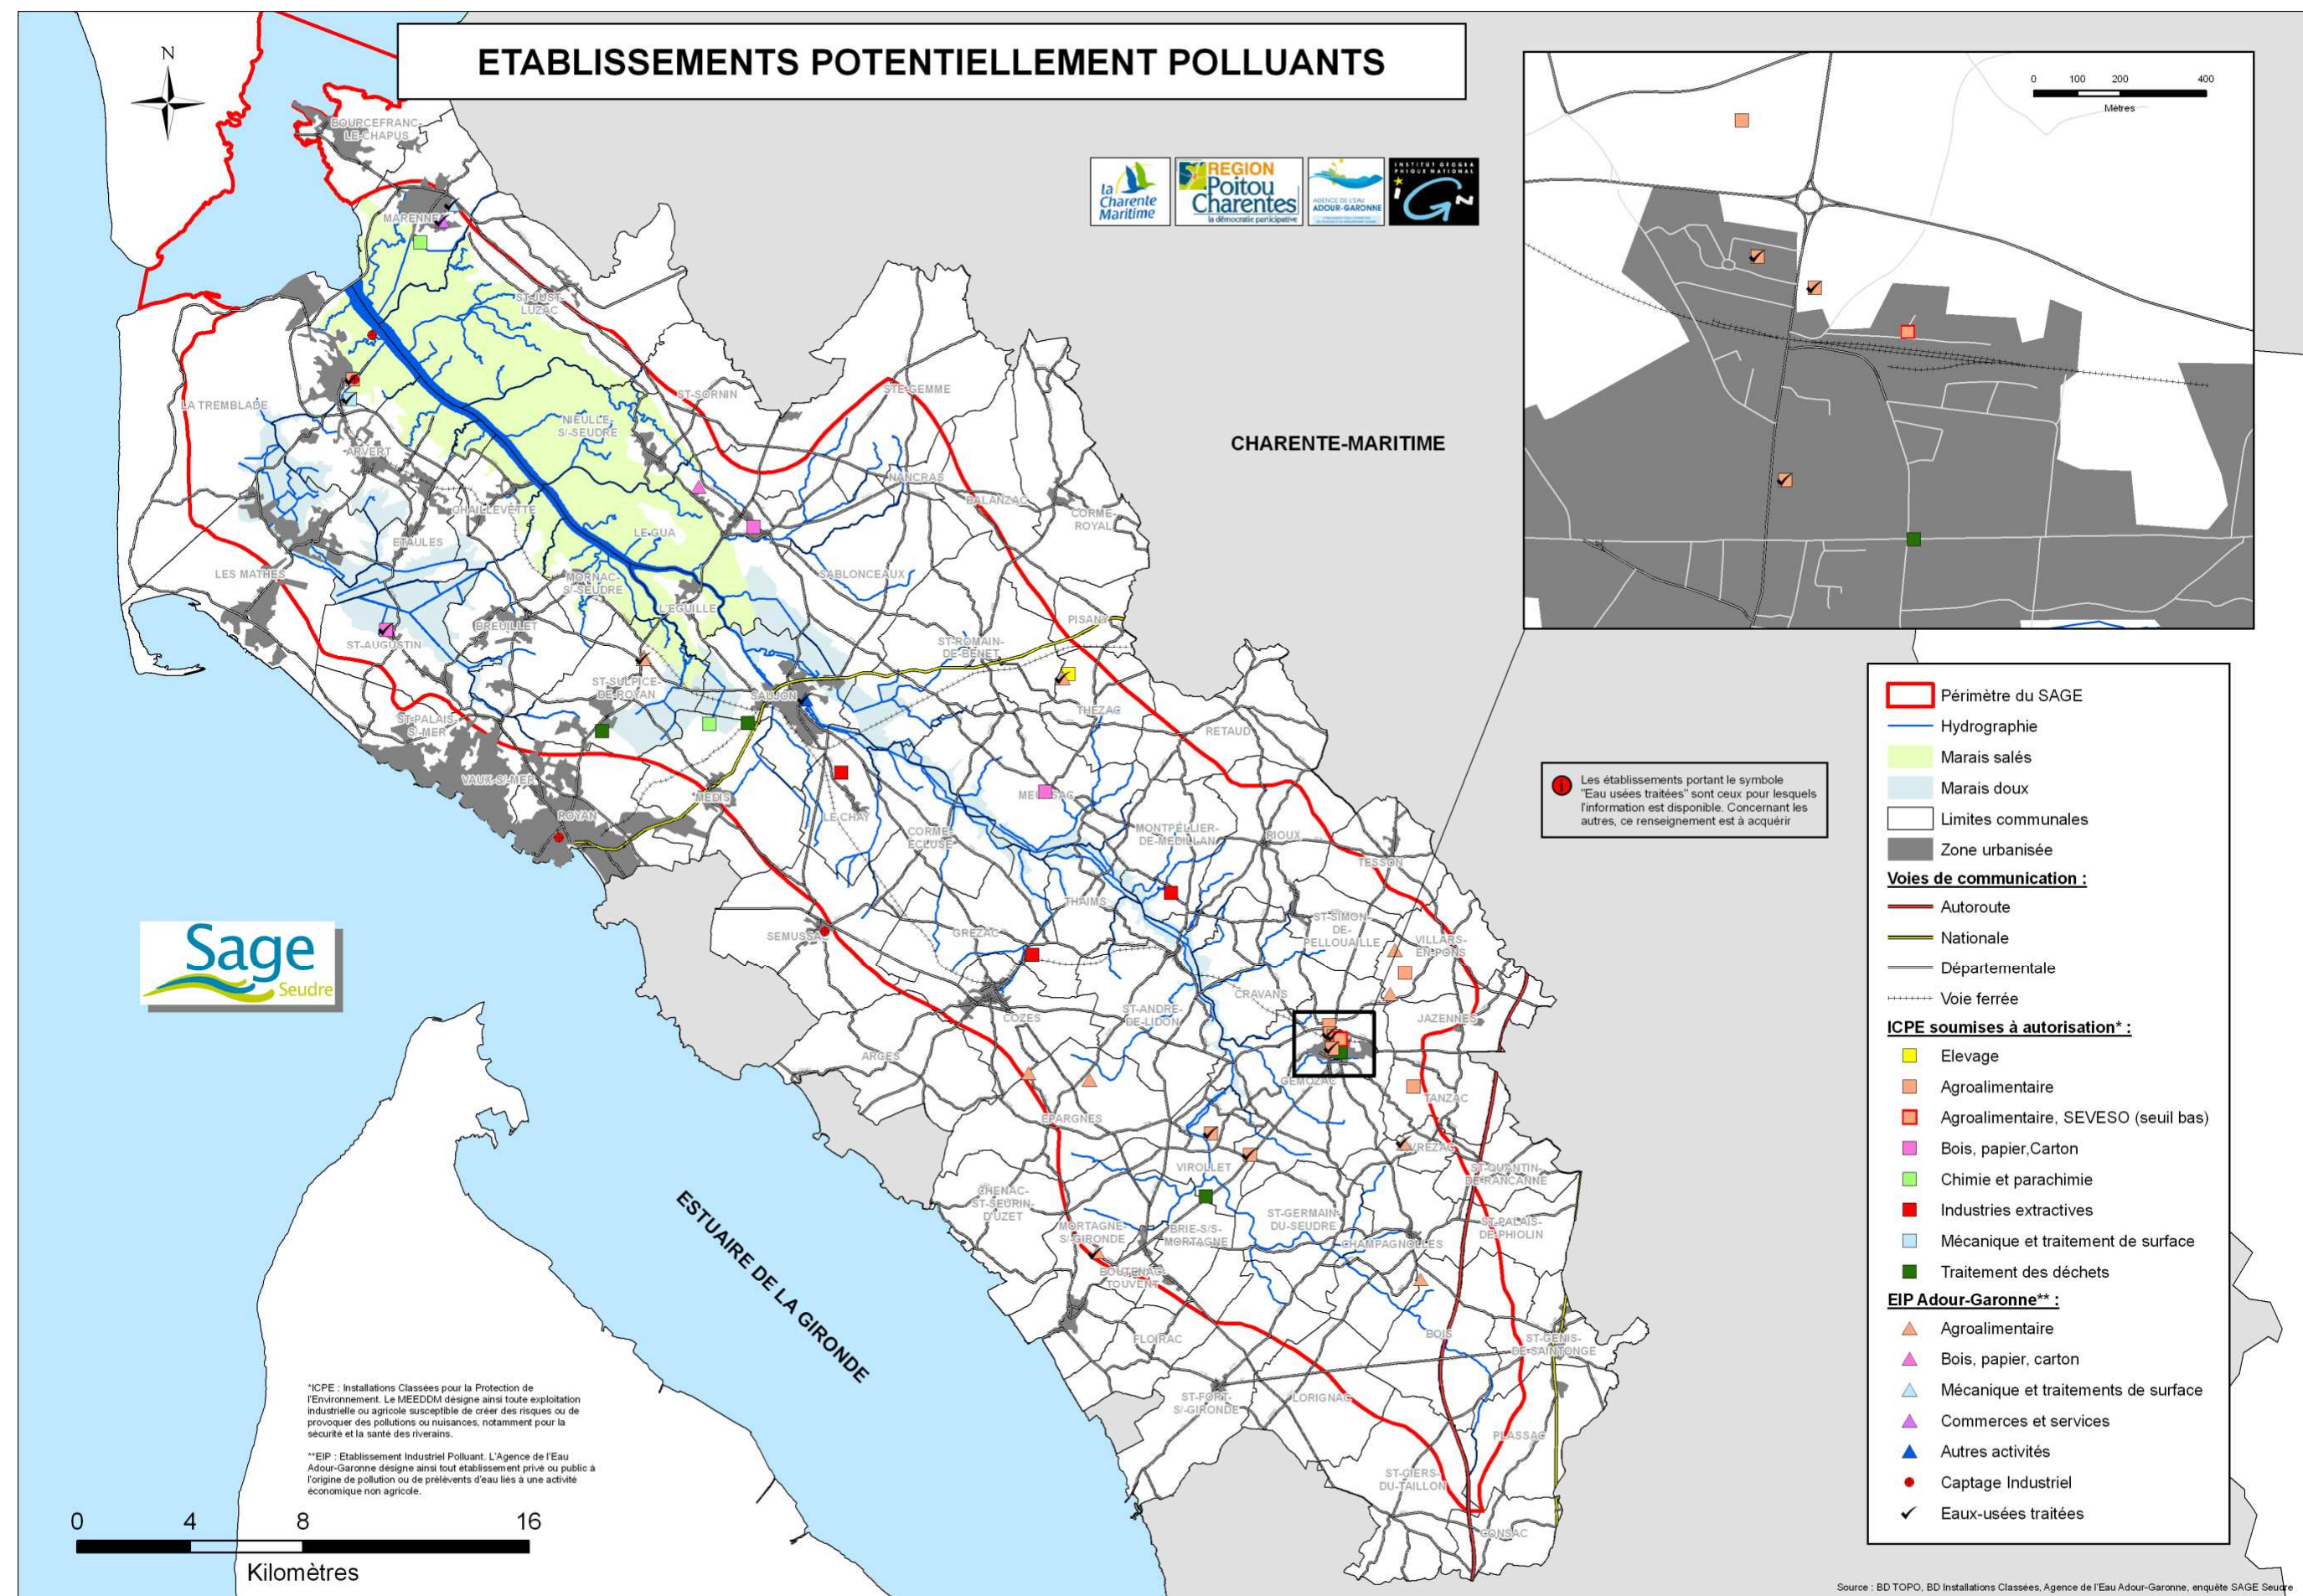 ETABLISSEMENTS POTENTIELLEMENT POLLUANTS
N
0 100 200 400
Mètres
la
Charente
Maritime
REGION
Poitou
Charentes
la démocratie participative
AGENCE DE L'EAU
ADOUR-GARONNE
INSTITUT GEOGRA
PHIQUE NATIONAL
IGN
BOURCEFRANC-
LE-CHAPUS
MARENNE
ST-JUST-
LUZAC
ST-SORNIN
STE-GEMME
LA TREMBLADE
NIEULLE-
S/-SEUDRE
ARVERT
NANCRAS
BALANZAC
CORME-
ROYAL
CHAILLEVETTE
LE-GUA
ETAULES
SABLONCEAUX
LES MATHES
MORNAC-
S/-SEUDRE
L'EGUILLE
PISANY
BREUILLET
ST-AUGUSTIN
ST-ROMAIN-
DE-BENET
ST-SULPICE-
DE-ROYAN
SAUJON
THEZAC
RETAUD
ST-PALAIS-
S/-MER
VAUX-S/-MER
MEDIS
ROYAN
LE CHAY
CORME-
ECLUSE
MONTPELLIER-
DE-MEDILLAN
RIOUX
TESSON
THAIMS
SEMUSSAC
GREZAC
ST-SIMON-
DE-
PELLOUAILLE
VILLARS-
EN-PONS
CRAVANS
COZES
ST-ANDRE-
DE-LIDON
JAZENNES
ARCES
GEMOZAC
TANZAC
EPARGNES
VIROLLET
ST-QUANTIN-
DE-RANCANNE
CHENAC-
ST-SEURIN-
D'UZET
ST-GERMAIN-
DU-SEUDRE
MORTAGNE-
S/-GIRONDE
BRIE-S/S-
MORTAGNE
ST-PALAIS-
DE-PHIOLIN
CHAMPAGNOLLES
BOUTENAC-
TOUVENT
FLOIRAC
BOIS
ST-GENIS-
DE-SAINTONGE
ST-FORT-
S/-GIRONDE
LORIGNAC
PLASSAC
ST-CIERS-
DU-TAILLON
CONSAC
CHARENTE-MARITIME
ESTUAIRE DE LA GIRONDE
Sage
Seudre
Les établissements portant le symbole
"Eau usées traitées" sont ceux pour lesquels
l'information est disponible. Concernant les
autres, ce renseignement est à acquérir
Périmètre du SAGE
Hydrographie
Marais salés
Marais doux
Limites communales
Zone urbanisée
Voies de communication :
Autoroute
Nationale
Départementale
Voie ferrée
ICPE soumises à autorisation* :
Elevage
Agroalimentaire
Agroalimentaire, SEVESO (seuil bas)
Bois, papier,Carton
Chimie et parachimie
Industries extractives
Mécanique et traitement de surface
Traitement des déchets
EIP Adour-Garonne** :
Agroalimentaire
Bois, papier, carton
Mécanique et traitements de surface
Commerces et services
Autres activités
Captage Industriel
Eaux-usées traitées
*ICPE : Installations Classées pour la Protection de
l'Environnement. Le MEEDDM désigne ainsi toute exploitation
industrielle ou agricole susceptible de créer des risques ou de
provoquer des pollutions ou nuisances, notamment pour la
sécurité et la santé des riverains.
**EIP : Etablissement Industriel Polluant. L'Agence de l'Eau
Adour-Garonne désigne ainsi tout établissement privé ou public à
l'origine de pollution ou de prélèvents d'eau liés à une activité
économique non agricole.
0 4 8 16
Kilomètres
Source : BD TOPO, BD Installations Classées, Agence de l'Eau Adour-Garonne, enquête SAGE Seudre